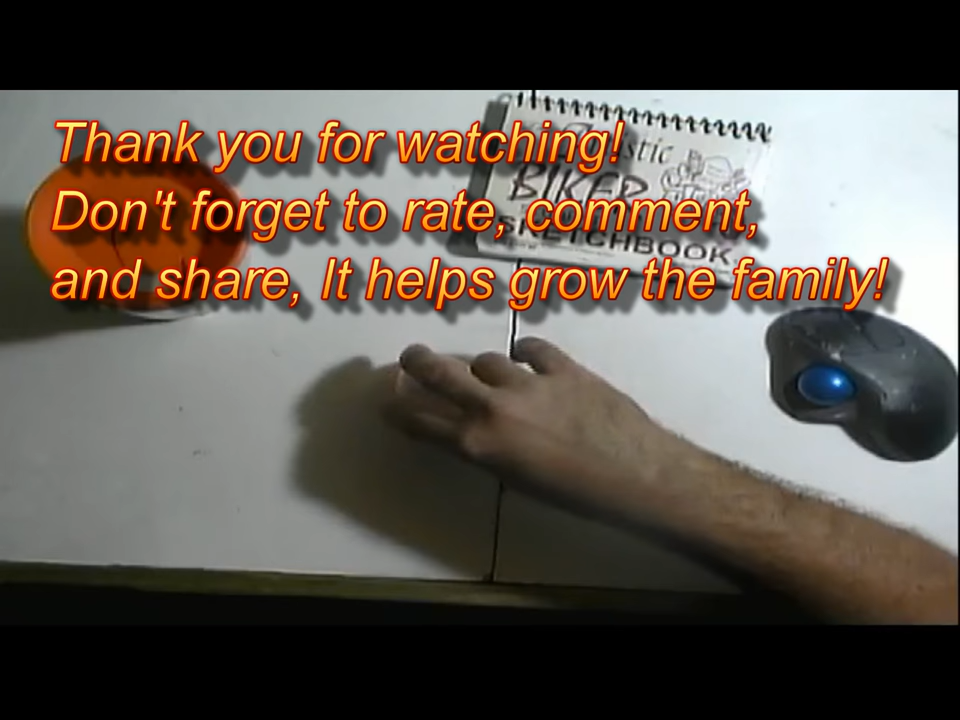 Thank you for watching!
Don't forget to rate, comment,
and share, It helps grow the family!
BIKER
SKETCHBOOK